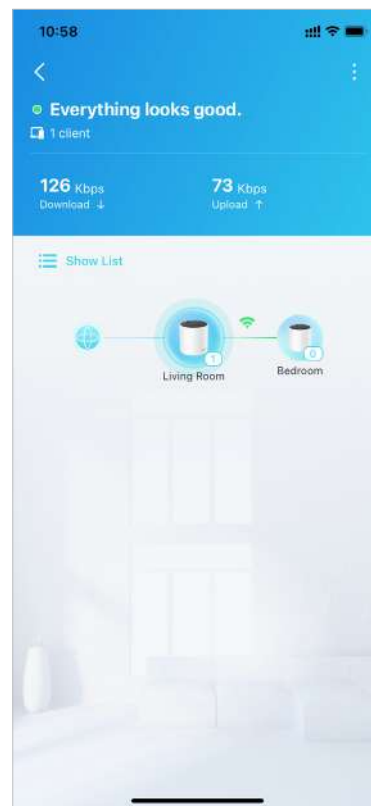 10:58
Everything looks good.
1 client
126 Kbps
Download ↓
73 Kbps
Upload ↑
Show List
1
0
Living Room
Bedroom